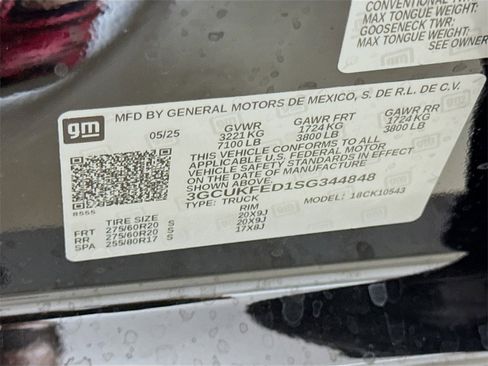 CONVENTIONAL TW
MAX TONGUE WEIGHT:
GOOSENECK TWR:
MAX TONGUE WEIGHT:
SEE OWNER
gm
MFD BY GENERAL MOTORS DE MEXICO, S. DE R.L. DE C.V.
05/25 GVWR GAWR FRT GAWR RR
3221 KG 1724 KG 1724 KG
7100 LB 3800 LB 3800 LB
THIS VEHICLE CONFORMS TO ALL
APPLICABLE U.S. FEDERAL MOTOR
VEHICLE SAFETY STANDARDS IN EFFECT
ON THE DATE OF MANUFACTURE SHOWN ABOVE.
3GCUKFED1SG344848
TYPE: TRUCK MODEL: 18CK10543
8555
TIRE SIZE RIM
FRT 275/60R20 S 20X9J
RR 275/60R20 S 20X9J
SPA 255/80R17 S 17X8J